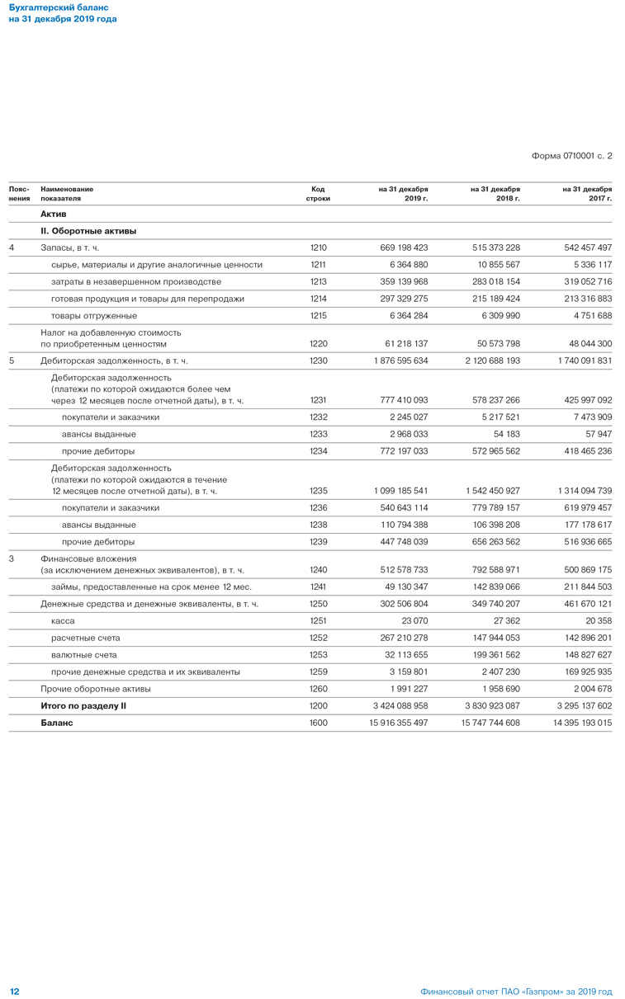 Бухгалтерский баланс
на 31 декабря 2019 года
Форма 0710001 с. 2
Пояс- Наименование Код на 31 декабря на 31 декабря на 31 декабря
нения показателя строки 2019 г. 2018 г. 2017 г.
Актив
II. Оборотные активы
4 Запасы, в т. ч. 1210 669 198 423 515 373 228 542 457 497
сырье, материалы и другие аналогичные ценности 1211 6 364 880 10 855 567 5 336 117
затраты в незавершенном производстве 1213 359 139 968 283 018 154 319 052 716
готовая продукция и товары для перепродажи 1214 297 329 275 215 189 424 213 316 883
товары отгруженные 1215 6 364 284 6 309 990 4 751 688
Налог на добавленную стоимость
по приобретенным ценностям 1220 61 218 137 50 573 798 48 044 300
5 Дебиторская задолженность, в т. ч. 1230 1 876 595 634 2 120 688 193 1 740 091 831
Дебиторская задолженность
(платежи по которой ожидаются более чем
через 12 месяцев после отчетной даты), в т. ч. 1231 777 410 093 578 237 266 425 997 092
покупатели и заказчики 1232 2 245 027 5 217 521 7 473 909
авансы выданные 1233 2 968 033 54 183 57 947
прочие дебиторы 1234 772 197 033 572 965 562 418 465 236
Дебиторская задолженность
(платежи по которой ожидаются в течение
12 месяцев после отчетной даты), в т. ч. 1235 1 099 185 541 1 542 450 927 1 314 094 739
покупатели и заказчики 1236 540 643 114 779 789 157 619 979 457
авансы выданные 1238 110 794 388 106 398 208 177 178 617
прочие дебиторы 1239 447 748 039 656 263 562 516 936 665
3 Финансовые вложения
(за исключением денежных эквивалентов), в т. ч. 1240 512 578 733 792 588 971 500 869 175
займы, предоставленные на срок менее 12 мес. 1241 49 130 347 142 839 066 211 844 503
Денежные средства и денежные эквиваленты, в т. ч. 1250 302 506 804 349 740 207 461 670 121
касса 1251 23 070 27 362 20 358
расчетные счета 1252 267 210 278 147 944 053 142 896 201
валютные счета 1253 32 113 655 199 361 562 148 827 627
прочие денежные средства и их эквиваленты 1259 3 159 801 2 407 230 169 925 935
Прочие оборотные активы 1260 1 991 227 1 958 690 2 004 678
Итого по разделу II 1200 3 424 088 958 3 830 923 087 3 295 137 602
Баланс 1600 15 916 355 497 15 747 744 608 14 395 193 015
12 Финансовый отчет ПАО «Газпром» за 2019 год